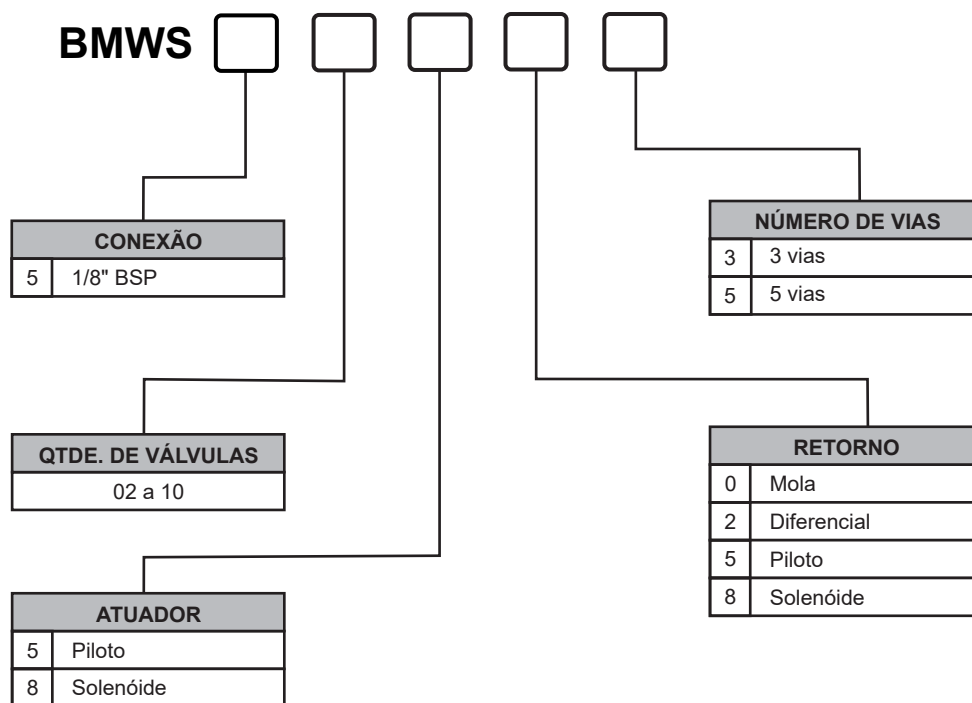 BMWS
CONEXÃO
5 1/8" BSP
QTDE. DE VÁLVULAS
02 a 10
ATUADOR
5 Piloto
8 Solenóide
NÚMERO DE VIAS
3 3 vias
5 5 vias
RETORNO
0 Mola
2 Diferencial
5 Piloto
8 Solenóide